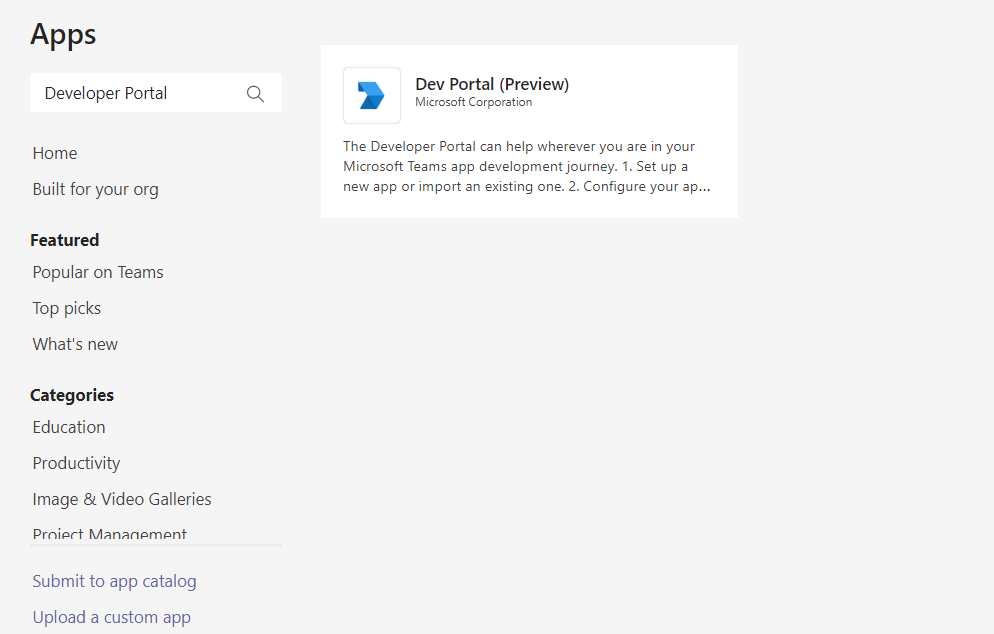 Apps
Developer Portal
Home
Built for your org
Featured
Popular on Teams
Top picks
What's new
Categories
Education
Productivity
Image & Video Galleries
Project Management
Submit to app catalog
Upload a custom app
Dev Portal (Preview)
Microsoft Corporation
The Developer Portal can help wherever you are in your
Microsoft Teams app development journey. 1. Set up a
new app or import an existing one. 2. Configure your ap...